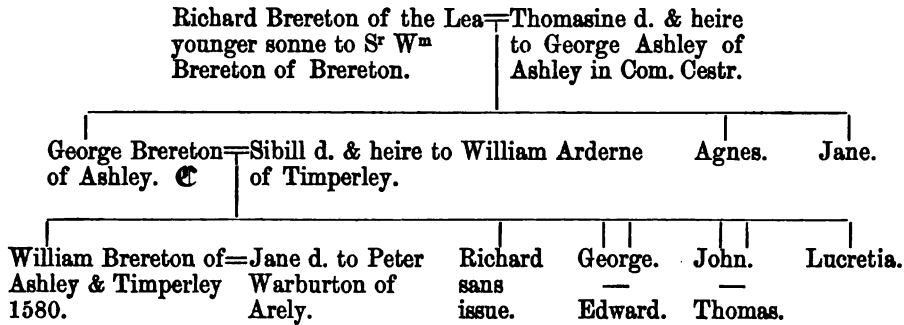 Richard Brereton of the Lea=Thomasine d. & heire
younger sonne to Sʳ Wᵐ to George Ashley of
Brereton of Brereton. Ashley in Com. Cestr.
George Brereton=Sibill d. & heire to William Arderne Agnes. Jane.
of Ashley. ℭ of Timperley.
William Brereton of=Jane d. to Peter Richard George. John. Lucretia.
Ashley & Timperley Warburton of sans — —
1580. Arely. issue. Edward. Thomas.